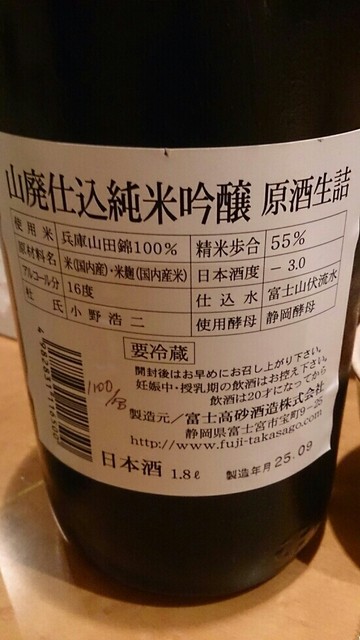 山廃仕込純米吟醸 原酒生詰
使用米 兵庫山田錦100% 精米歩合 55%
原材料名 米(国内産)・米麹(国内産米) 日本酒度 -3.0
アルコール分 16度 仕込水 富士山伏流水
杜氏 小野浩二 使用酵母 静岡酵母
要冷蔵
開封後はお早めにお召し上がり下さい。
妊娠中・授乳期の飲酒はお控え下さい。
飲酒は20才になってから
製造元/富士高砂酒造株式会社
静岡県富士宮市宝町9-25
http://www.fuji-takasago.com
日本酒 1.8ℓ 製造年月 25.09